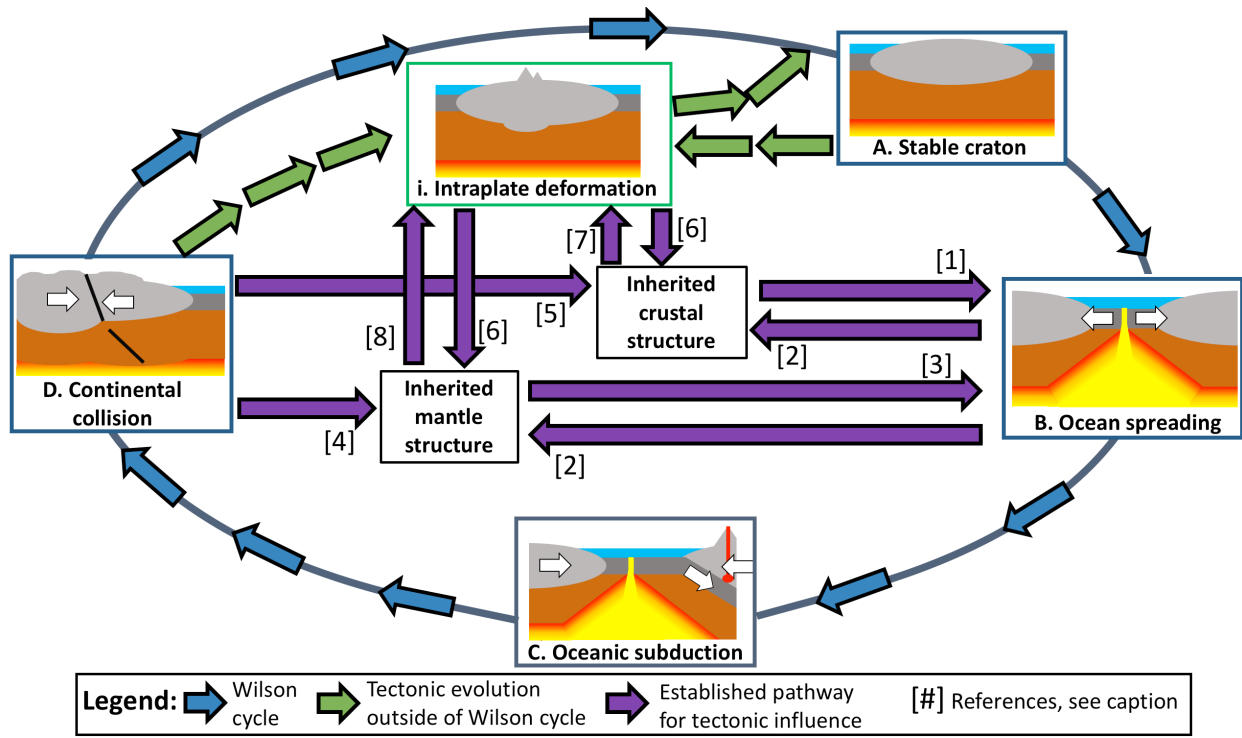 A. Stable craton
i. Intraplate deformation
[7]
[6]
[1]
Inherited
crustal
structure
[5]
[8]
[6]
[2]
[3]
D. Continental
collision
Inherited
mantle
structure
[4]
[2]
B. Ocean spreading
C. Oceanic subduction
Legend:
Wilson
cycle
Tectonic evolution
outside of Wilson cycle
Established pathway
for tectonic influence
[#] References, see caption